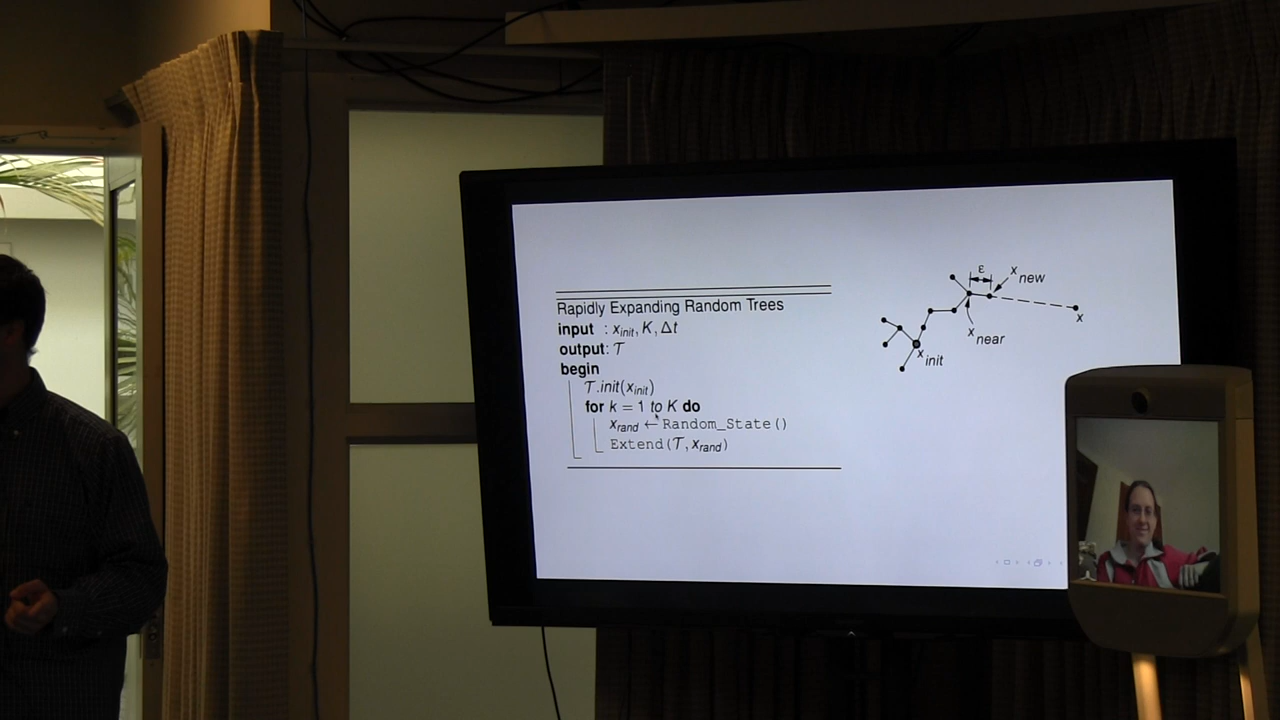 Rapidly Expanding Random Trees
input : x_init, K, Δt
output: 𝒯
begin
𝒯.init(x_init)
for k = 1 to K do
x_rand ← Random_State()
Extend(𝒯, x_rand)
ε
x_new
x
x_near
x_init